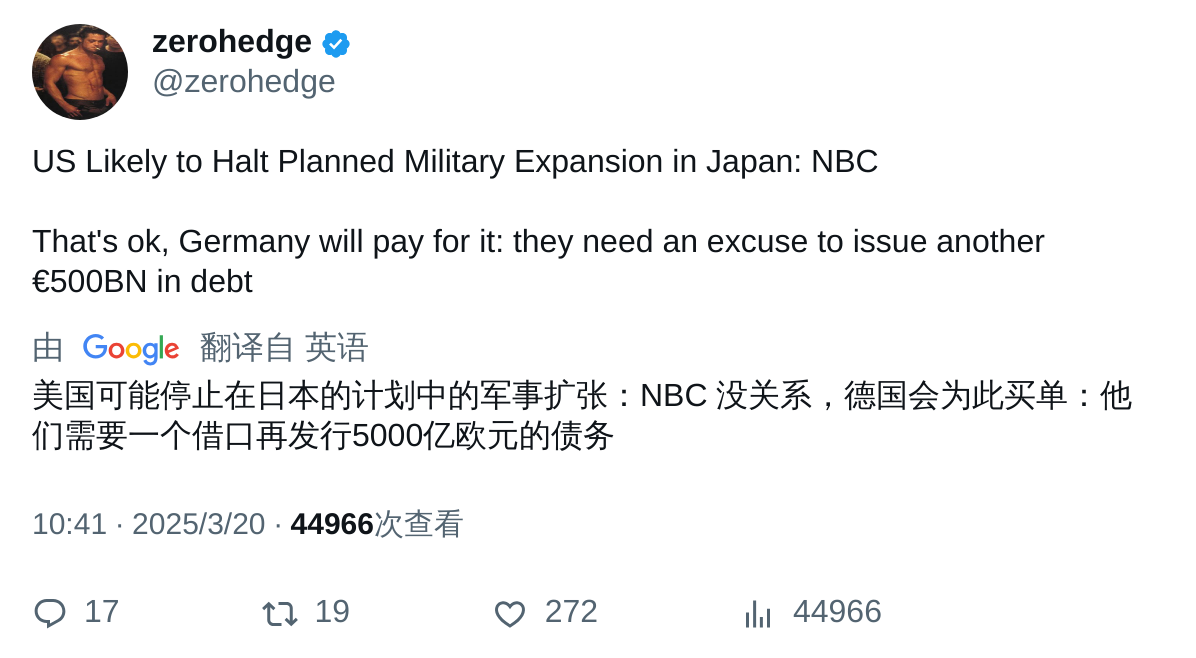 zerohedge
@zerohedge
US Likely to Halt Planned Military Expansion in Japan: NBC
That's ok, Germany will pay for it: they need an excuse to issue another
€500BN in debt
由 Google 翻译自 英语
美国可能停止在日本的计划中的军事扩张：NBC 没关系，德国会为此买单：他
们需要一个借口再发行5000亿欧元的债务
10:41 · 2025/3/20 · 44966次查看
17 19 272 44966